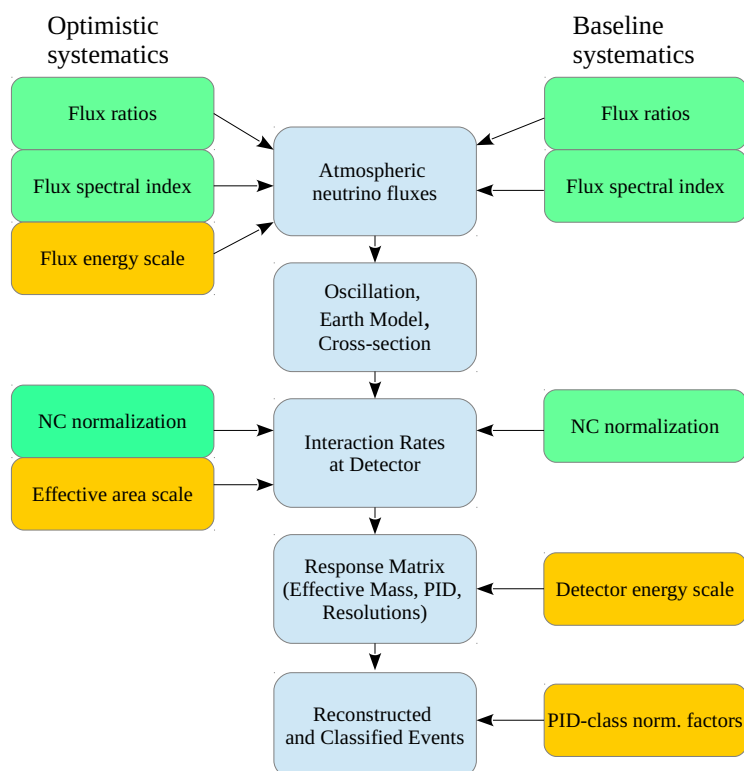 Optimistic
systematics
Baseline
systematics
Flux ratios
Flux spectral index
Flux energy scale
Atmospheric
neutrino fluxes
Flux ratios
Flux spectral index
Oscillation,
Earth Model,
Cross-section
NC normalization
Effective area scale
Interaction Rates
at Detector
NC normalization
Response Matrix
(Effective Mass, PID,
Resolutions)
Detector energy scale
Reconstructed
and Classified Events
PID-class norm. factors